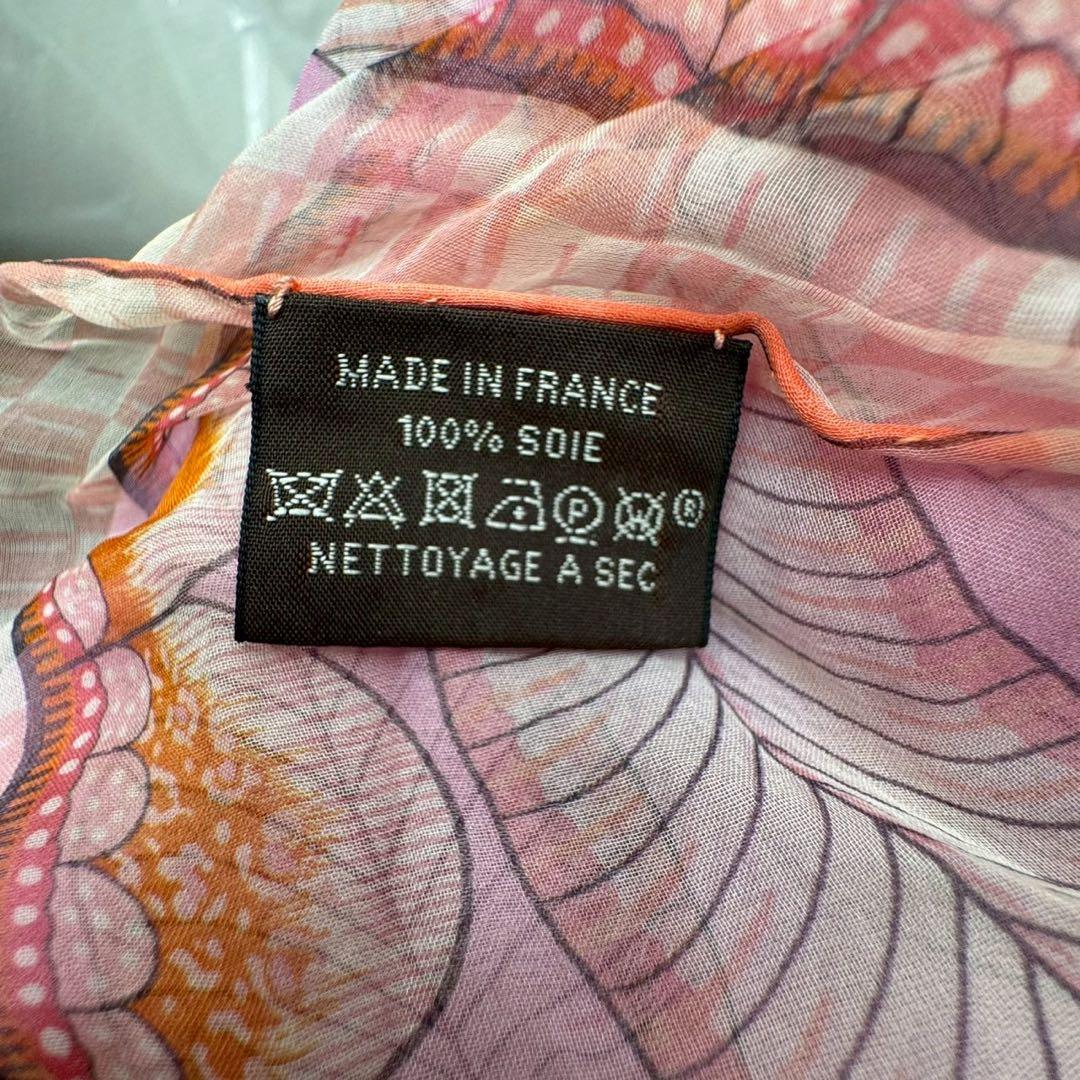 MADE IN FRANCE
100% SOIE
P W ®
NETTOYAGE A SEC